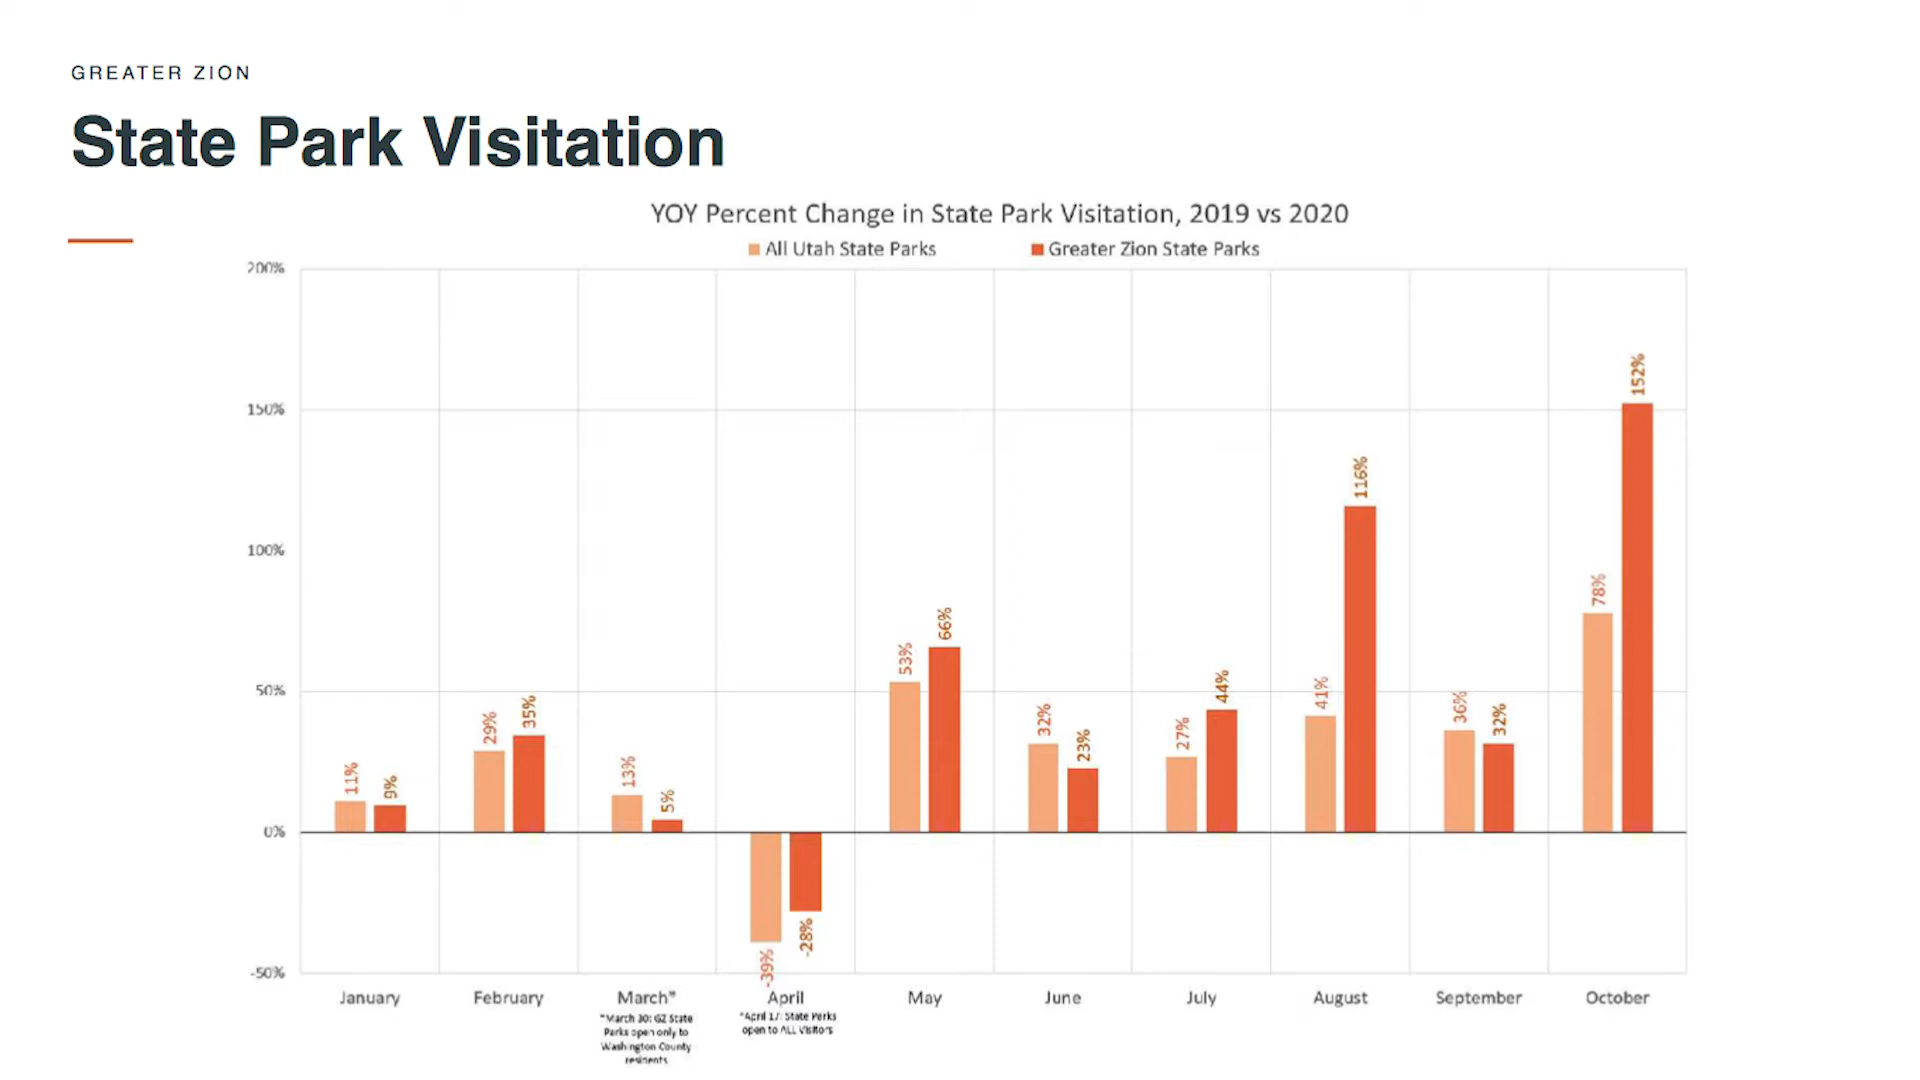 GREATER ZION
State Park Visitation
YOY Percent Change in State Park Visitation, 2019 vs 2020
All Utah State Parks
Greater Zion State Parks
200%
150%
100%
50%
0%
-50%
11%
9%
29%
35%
13%
5%
-39%
-28%
53%
66%
32%
23%
27%
44%
41%
116%
36%
32%
78%
152%
January
February
March*
April
May
June
July
August
September
October
*March 30: GZ State
Parks open only to
Washington County
residents
*April 17: State Parks
open to ALL Visitors